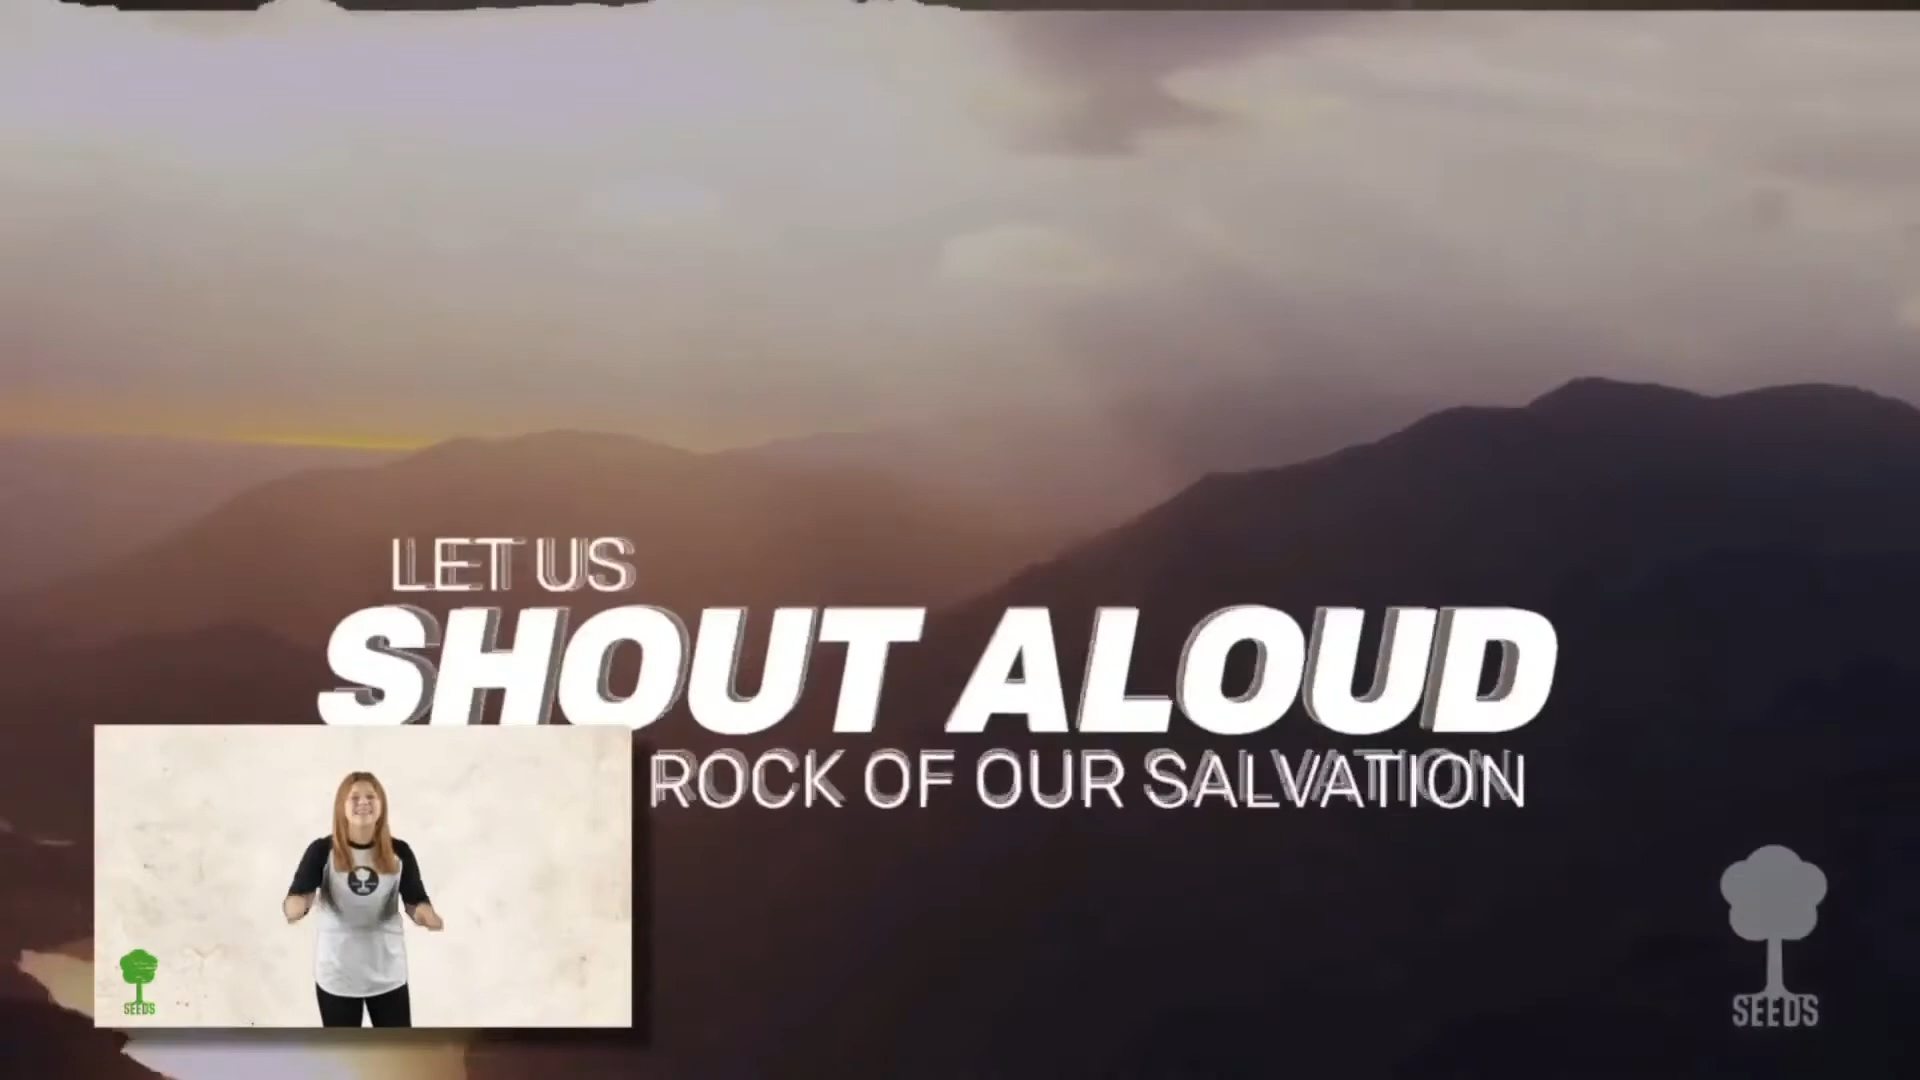 LET US
SHOUT ALOUD
ROCK OF OUR SALVATION
SEEDS
SEEDS